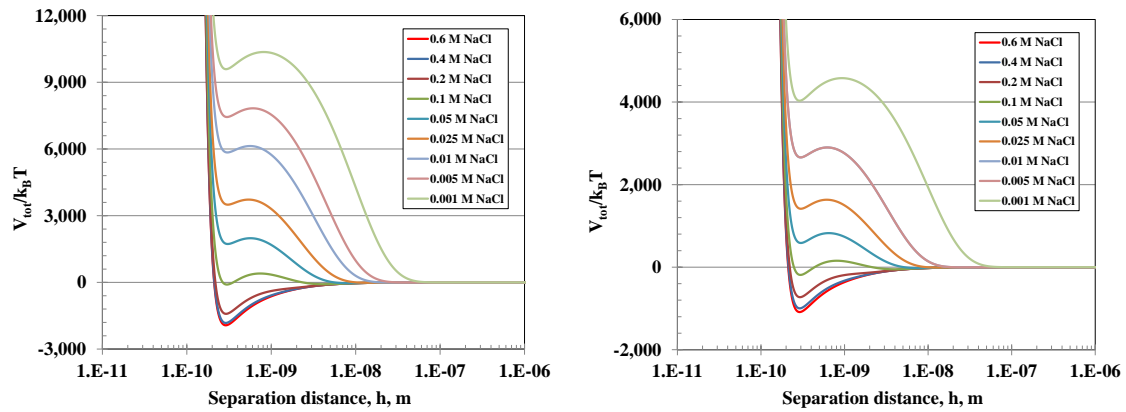 12,000
9,000
6,000
3,000
0
-3,000
V_tot/k_BT
1.E-11 1.E-10 1.E-09 1.E-08 1.E-07 1.E-06
Separation distance, h, m
0.6 M NaCl
0.4 M NaCl
0.2 M NaCl
0.1 M NaCl
0.05 M NaCl
0.025 M NaCl
0.01 M NaCl
0.005 M NaCl
0.001 M NaCl
6,000
4,000
2,000
0
-2,000
V_tot/k_BT
1.E-11 1.E-10 1.E-09 1.E-08 1.E-07 1.E-06
Separation distance, h, m
0.6 M NaCl
0.4 M NaCl
0.2 M NaCl
0.1 M NaCl
0.05 M NaCl
0.025 M NaCl
0.01 M NaCl
0.005 M NaCl
0.001 M NaCl